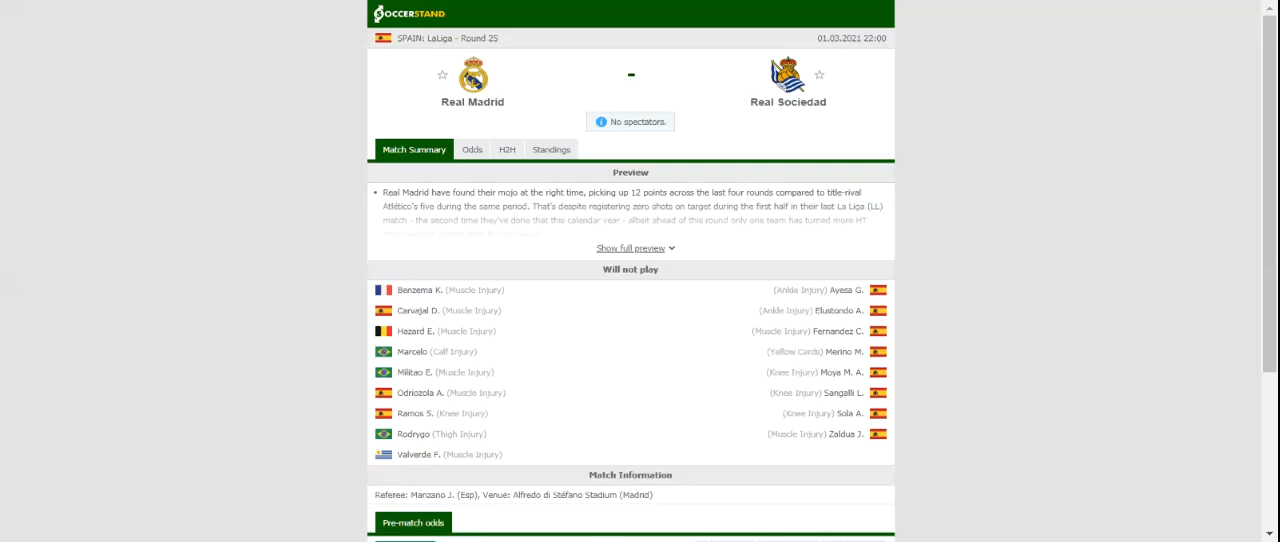 SOCCERSTAND
SPAIN: LaLiga - Round 25 01.03.2021 22:00
-
Real Madrid Real Sociedad
No spectators.
Match Summary Odds H2H Standings
Preview
Real Madrid have found their mojo at the right time, picking up 12 points across the last four rounds compared to title-rival
Atlético's five during the same period. That's despite registering zero shots on target during the first half in their last La Liga (LL)
match - the second time they've done that this calendar year - albeit ahead of this round only one team has turned more HT
Show full preview
Will not play
Benzema K. (Muscle Injury) (Ankle Injury) Ayesa G.
Carvajal D. (Muscle Injury) (Ankle Injury) Elustondo A.
Hazard E. (Muscle Injury) (Muscle Injury) Fernandez C.
Marcelo (Calf Injury) (Yellow Cards) Merino M.
Militao E. (Muscle Injury) (Knee Injury) Moya M. A.
Odriozola A. (Muscle Injury) (Knee Injury) Sangalli L.
Ramos S. (Knee Injury) (Knee Injury) Sola A.
Rodrygo (Thigh Injury) (Muscle Injury) Zaldua J.
Valverde F. (Muscle Injury)
Match Information
Referee: Manzano J. (Esp), Venue: Alfredo di Stéfano Stadium (Madrid)
Pre-match odds